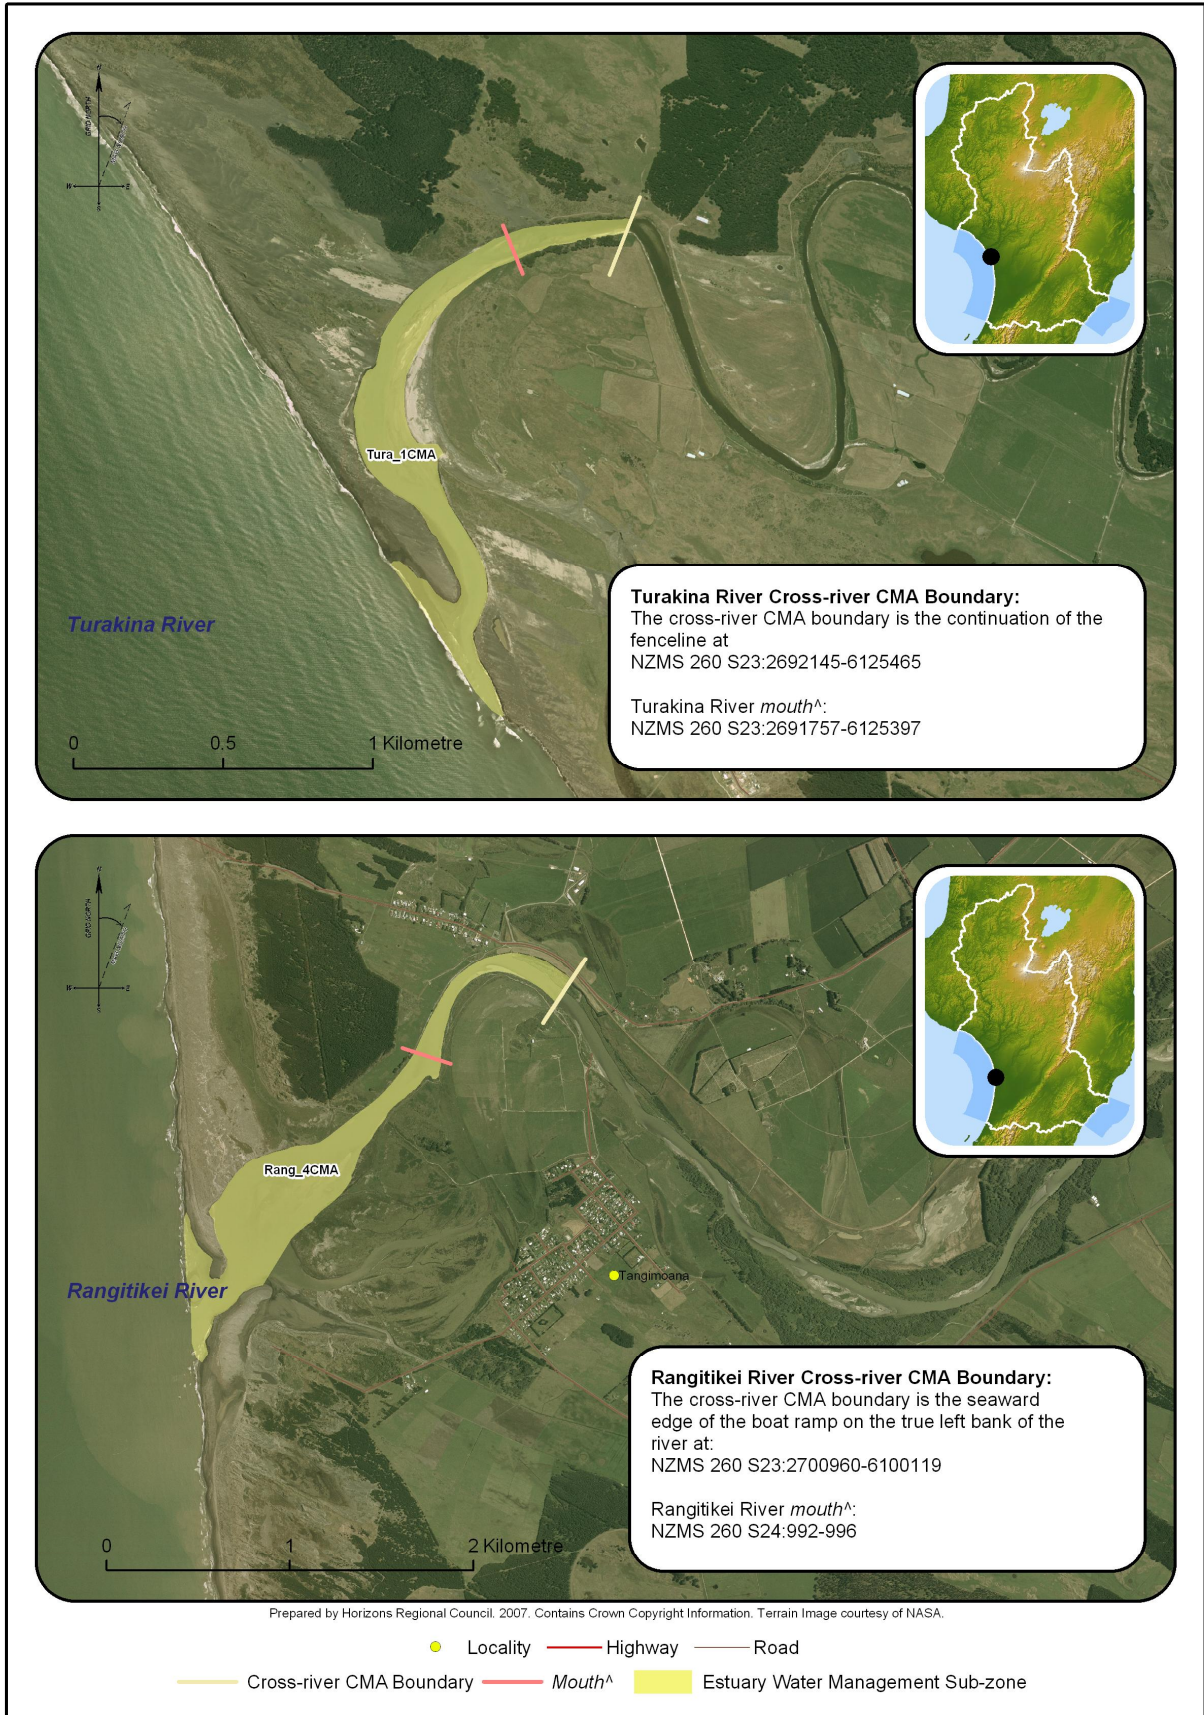 N
GRID NORTH
W
E
S
Tura_1CMA
Turakina River
0 0.5 1 Kilometre
Turakina River Cross-river CMA Boundary:
The cross-river CMA boundary is the continuation of the
fenceline at
NZMS 260 S23:2692145-6125465
Turakina River mouth^:
NZMS 260 S23:2691757-6125397
N
GRID NORTH
W
E
S
Rang_4CMA
Tangimoana
Rangitikei River
0 1 2 Kilometre
Rangitikei River Cross-river CMA Boundary:
The cross-river CMA boundary is the seaward
edge of the boat ramp on the true left bank of the
river at:
NZMS 260 S23:2700960-6100119
Rangitikei River mouth^:
NZMS 260 S24:992-996
Prepared by Horizons Regional Council. 2007. Contains Crown Copyright Information. Terrain Image courtesy of NASA.
Locality Highway Road
Cross-river CMA Boundary Mouth^ Estuary Water Management Sub-zone